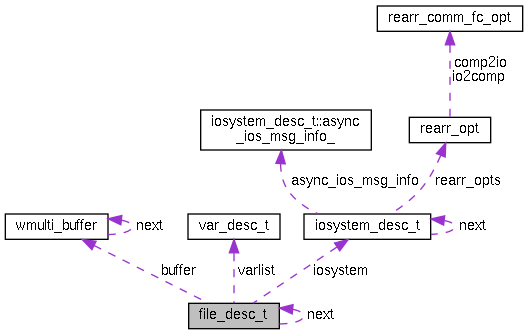 rearr_comm_fc_opt
comp2io
io2comp
iosystem_desc_t::async
_ios_msg_info_
rearr_opt
async_ios_msg_info
rearr_opts
wmulti_buffer
next
var_desc_t
iosystem_desc_t
next
buffer
varlist
iosystem
file_desc_t
next